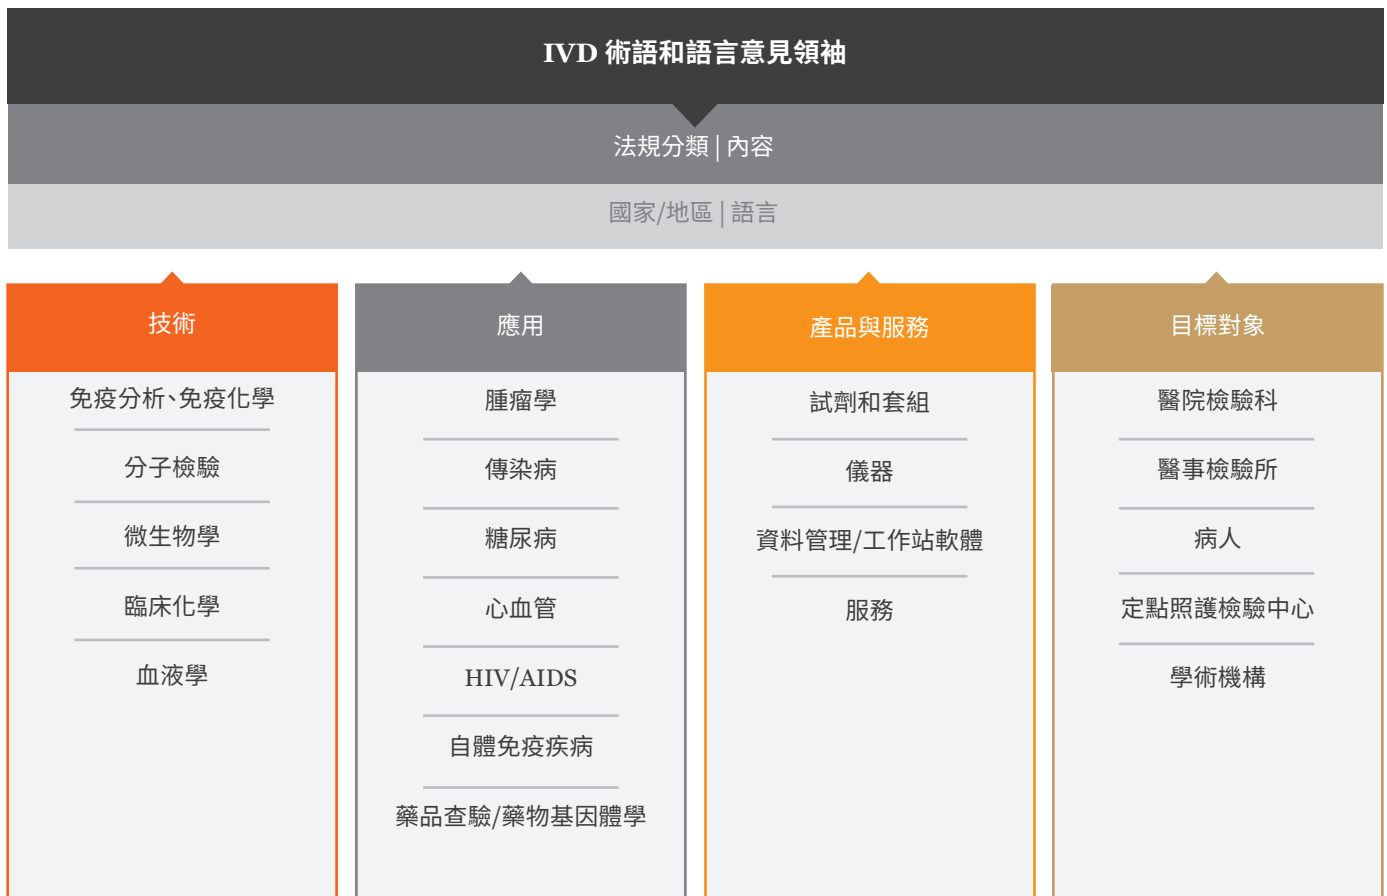 IVD 術語和語言意見領袖
法規分類 | 內容
國家/地區 | 語言
技術
免疫分析、免疫化學
分子檢驗
微生物學
臨床化學
血液學
應用
腫瘤學
傳染病
糖尿病
心血管
HIV/AIDS
自體免疫疾病
藥品查驗/藥物基因體學
產品與服務
試劑和套組
儀器
資料管理/工作站軟體
服務
目標對象
醫院檢驗科
醫事檢驗所
病人
定點照護檢驗中心
學術機構